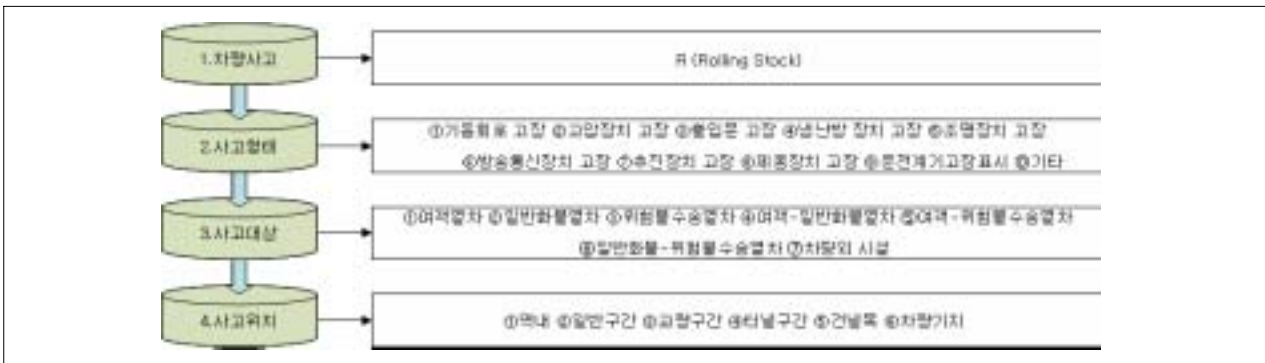 1.차량사고
R (Rolling Stock)
2.사고형태
①기동회로 고장 ②고압장치 고장 ③출입문 고장 ④냉난방 장치 고장 ⑤조명장치 고장
⑥방송통신장치 고장 ⑦추진장치 고장 ⑧제동장치 고장 ⑨운전계기고장표시 ⑩기타
3.사고대상
①여객열차 ②일반화물열차 ③위험물수송열차 ④여객-일반화물열차 ⑤여객-위험물수송열차
⑥일반화물-위험물수송열차 ⑦차량외 시설
4.사고위치
①역내 ②일반구간 ③교량구간 ④터널구간 ⑤건널목 ⑥차량기지